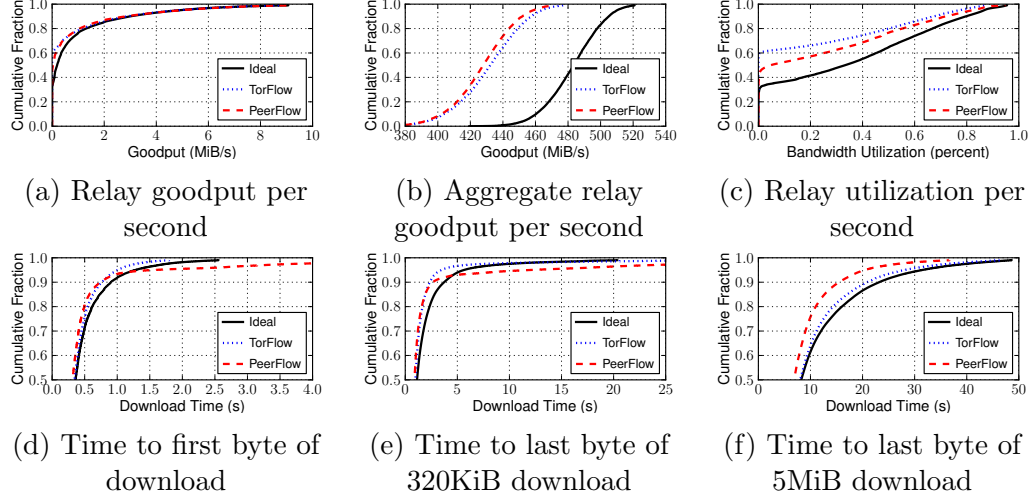 Cumulative Fraction
1.0
0.8
0.6
0.4
0.2
0.0
0 2 4 6 8 10
Goodput (MiB/s)
Ideal
TorFlow
PeerFlow
(a) Relay goodput per
second
Cumulative Fraction
1.0
0.8
0.6
0.4
0.2
0.0
380 400 420 440 460 480 500 520 540
Goodput (MiB/s)
Ideal
TorFlow
PeerFlow
(b) Aggregate relay
goodput per second
Cumulative Fraction
1.0
0.8
0.6
0.4
0.2
0.0
0.0 0.2 0.4 0.6 0.8 1.0
Bandwidth Utilization (percent)
Ideal
TorFlow
PeerFlow
(c) Relay utilization per
second
Cumulative Fraction
1.0
0.9
0.8
0.7
0.6
0.5
0.0 0.5 1.0 1.5 2.0 2.5 3.0 3.5 4.0
Download Time (s)
Ideal
TorFlow
PeerFlow
(d) Time to first byte of
download
Cumulative Fraction
1.0
0.9
0.8
0.7
0.6
0.5
0 5 10 15 20 25
Download Time (s)
Ideal
TorFlow
PeerFlow
(e) Time to last byte of
320KiB download
Cumulative Fraction
1.0
0.9
0.8
0.7
0.6
0.5
0 10 20 30 40 50
Download Time (s)
Ideal
TorFlow
PeerFlow
(f) Time to last byte of
5MiB download